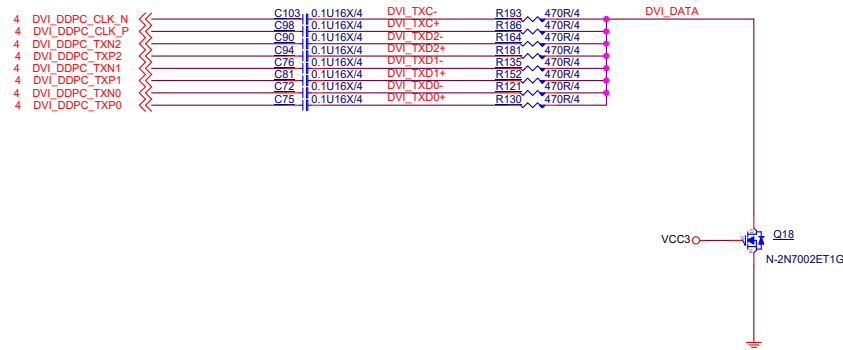 4 DVI_DDPC_CLK_N C103 0.1U16X/4 DVI_TXC- R193 470R/4 DVI_DATA
4 DVI_DDPC_CLK_P C98 0.1U16X/4 DVI_TXC+ R186 470R/4
4 DVI_DDPC_TXN2 C90 0.1U16X/4 DVI_TXD2- R164 470R/4
4 DVI_DDPC_TXP2 C94 0.1U16X/4 DVI_TXD2+ R181 470R/4
4 DVI_DDPC_TXN1 C76 0.1U16X/4 DVI_TXD1- R135 470R/4
4 DVI_DDPC_TXP1 C81 0.1U16X/4 DVI_TXD1+ R152 470R/4
4 DVI_DDPC_TXN0 C72 0.1U16X/4 DVI_TXD0- R121 470R/4
4 DVI_DDPC_TXP0 C75 0.1U16X/4 DVI_TXD0+ R130 470R/4
VCC3 Q18
N-2N7002ET1G